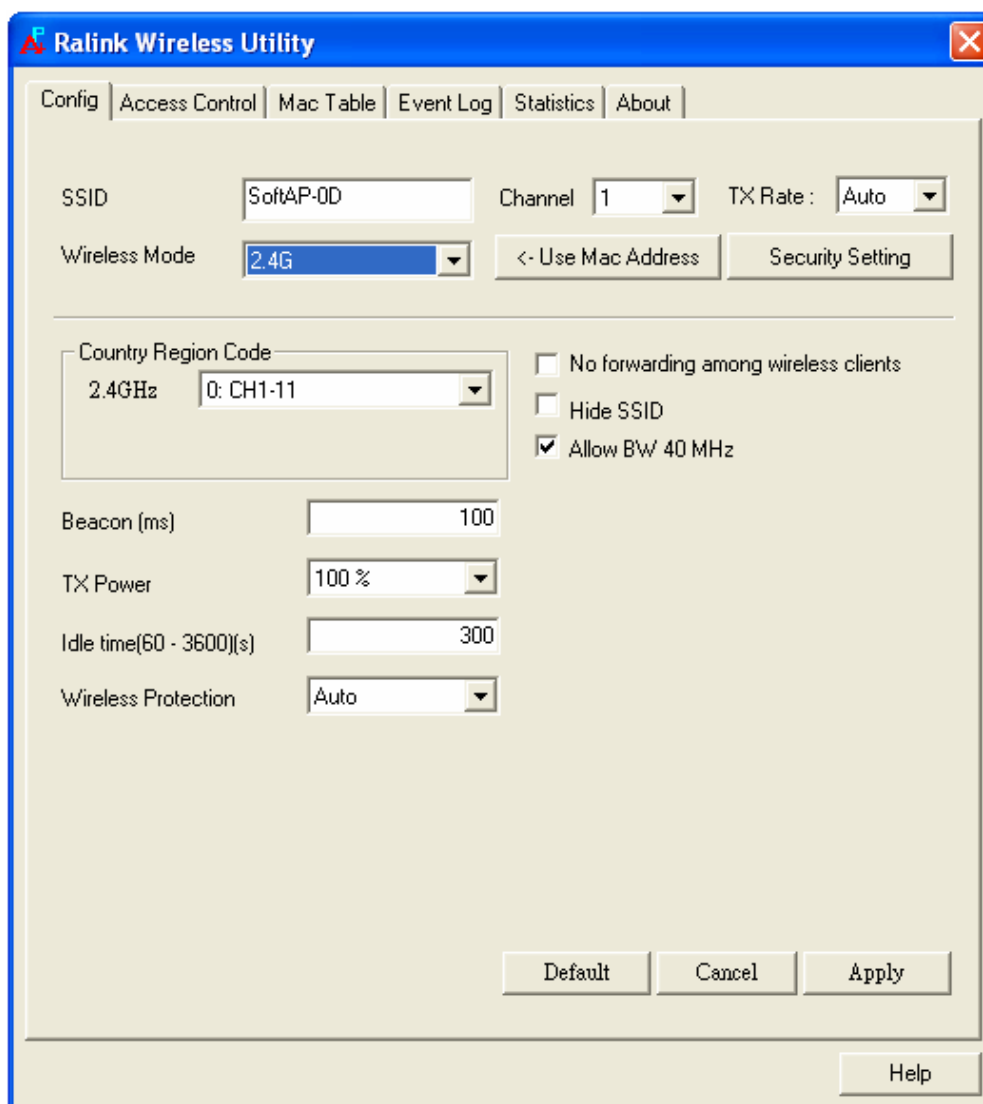 Ralink Wireless Utility
Config Access Control Mac Table Event Log Statistics About
SSID SoftAP-0D Channel 1 TX Rate : Auto
Wireless Mode 2.4G <- Use Mac Address Security Setting
Country Region Code
2.4GHz 0: CH1-11
No forwarding among wireless clients
Hide SSID
Allow BW 40 MHz
Beacon (ms) 100
TX Power 100 %
Idle time(60 - 3600)(s) 300
Wireless Protection Auto
Default Cancel Apply
Help